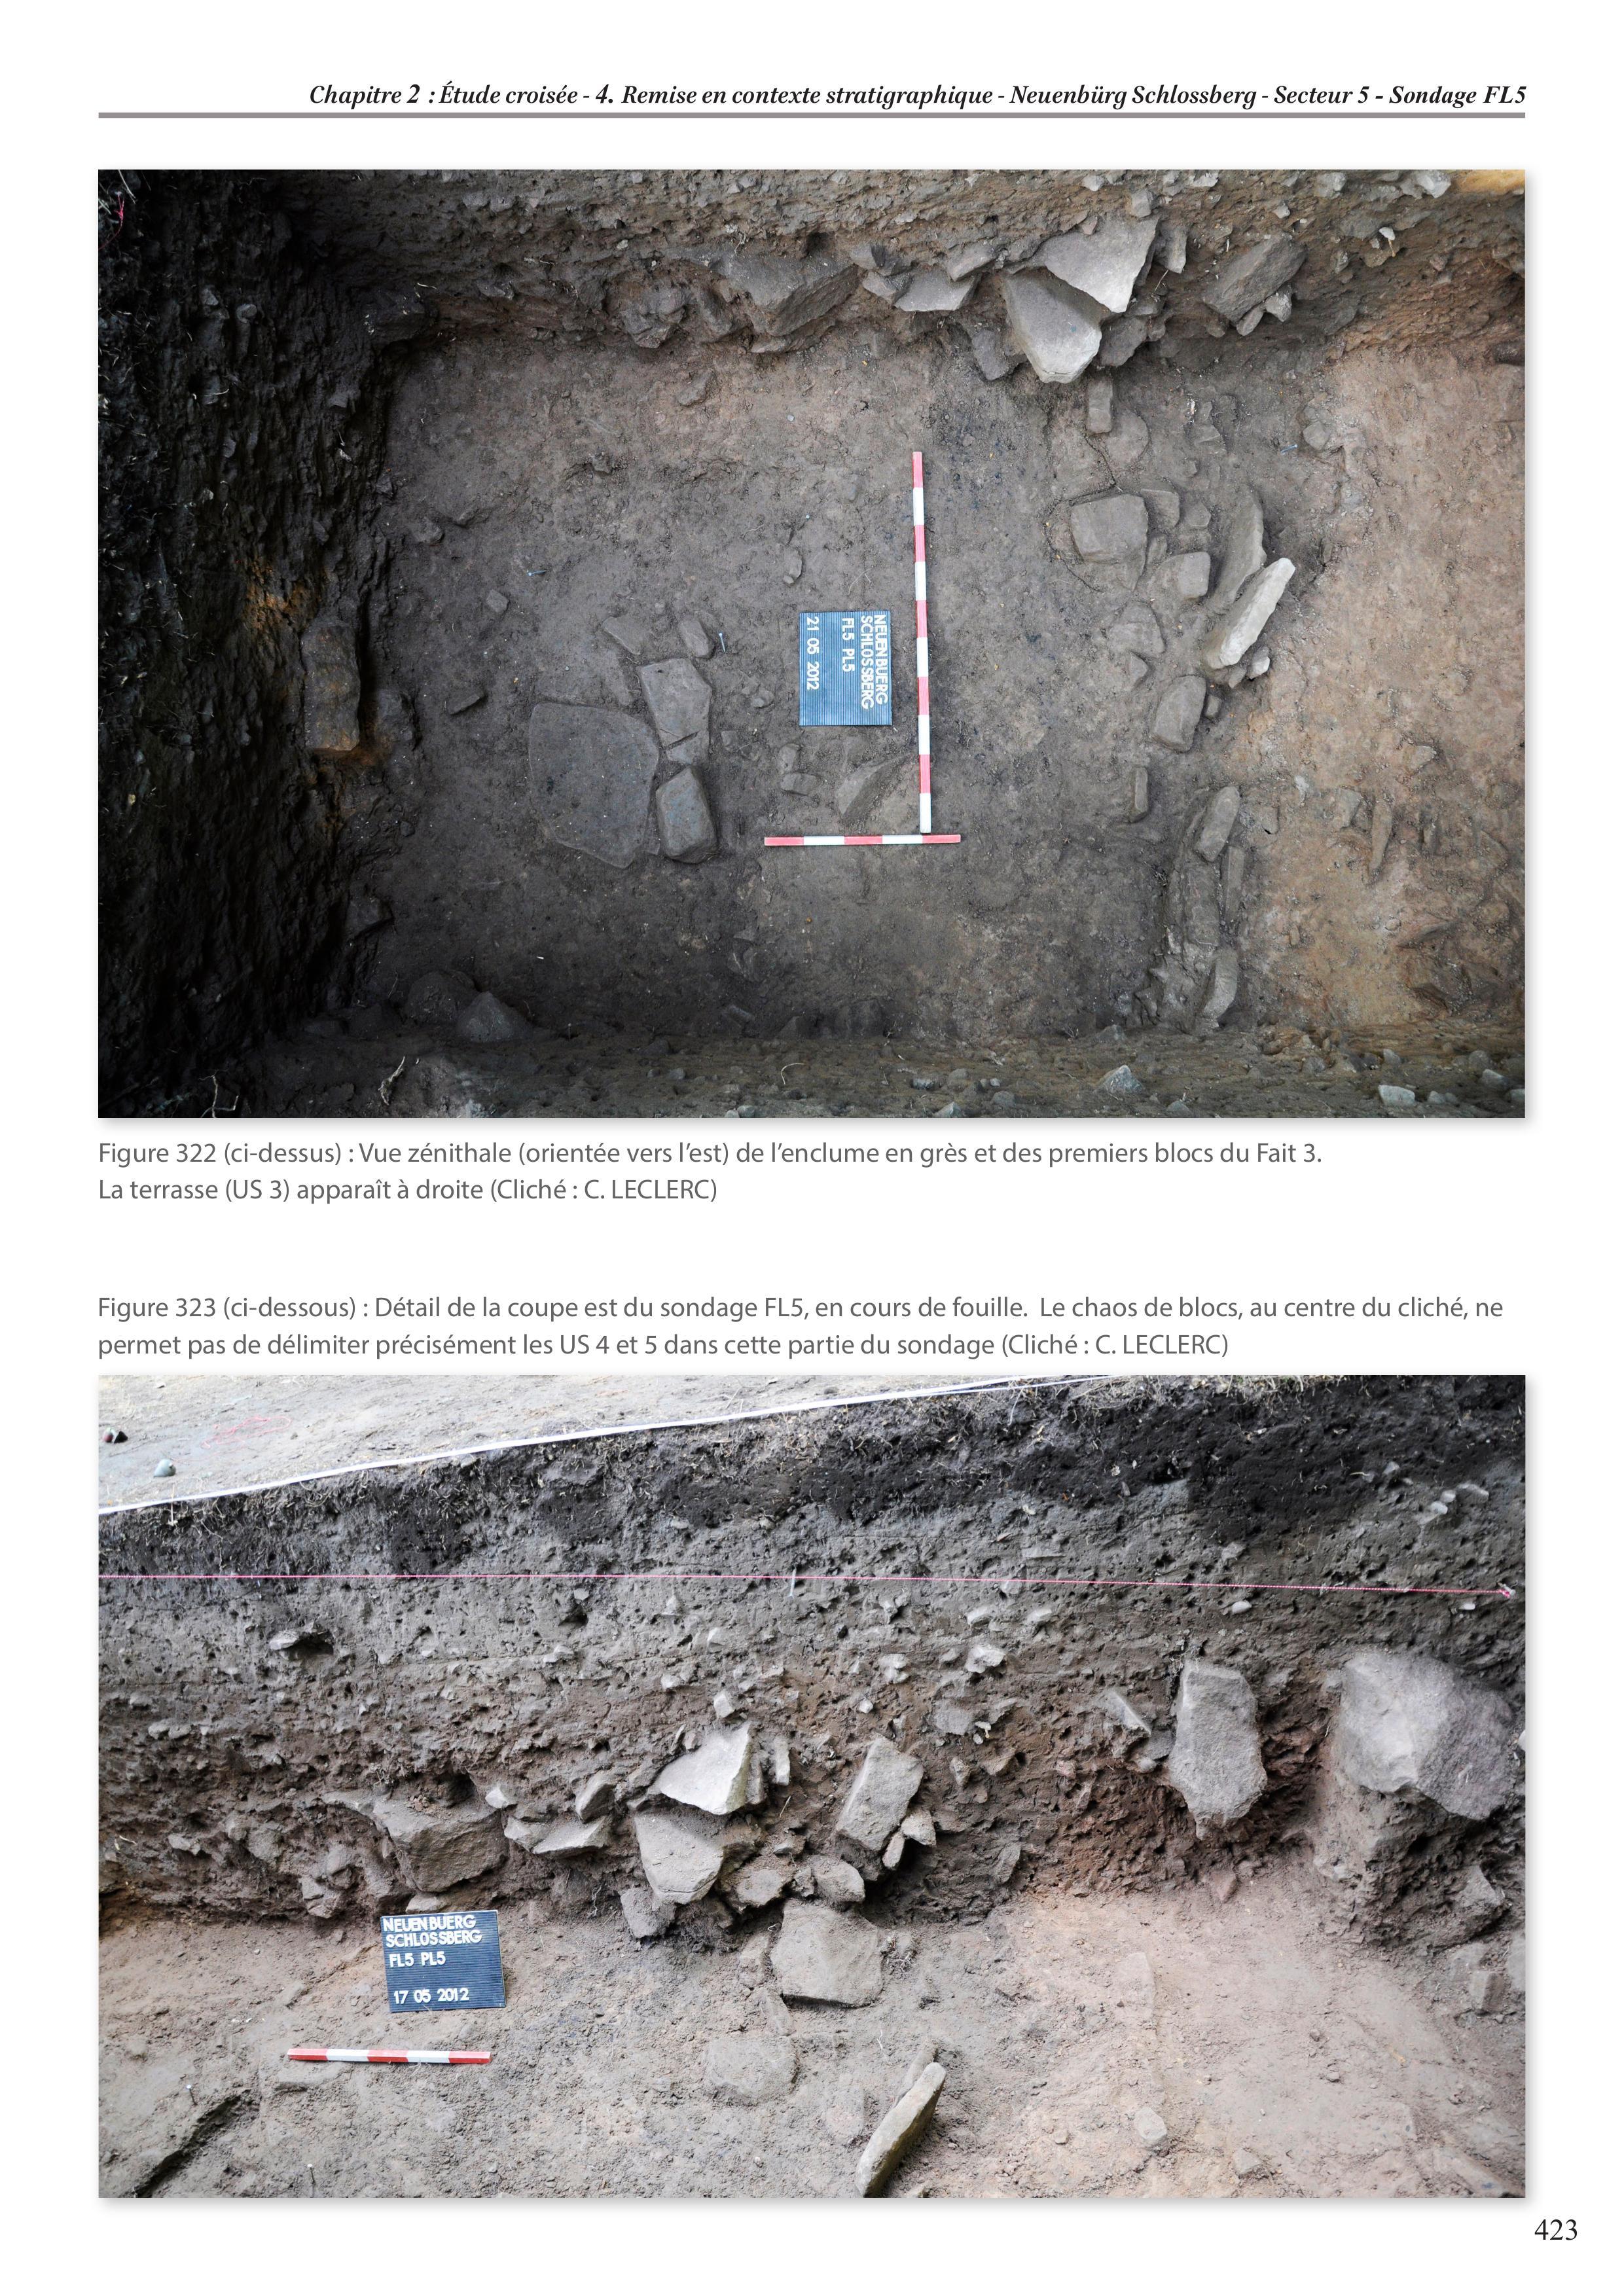 Chapitre 2 : Étude croisée - 4. Remise en contexte stratigraphique - Neuenbürg Schlossberg - Secteur 5 - Sondage FL5
NEUENBUERG
SCHLOSSBERG
FL5 PL5
21 05 2012
Figure 322 (ci-dessus) : Vue zénithale (orientée vers l'est) de l'enclume en grès et des premiers blocs du Fait 3.
La terrasse (US 3) apparaît à droite (Cliché : C. LECLERC)
Figure 323 (ci-dessous) : Détail de la coupe est du sondage FL5, en cours de fouille. Le chaos de blocs, au centre du cliché, ne
permet pas de délimiter précisément les US 4 et 5 dans cette partie du sondage (Cliché : C. LECLERC)
NEUENBUERG
SCHLOSSBERG
FL5 PL5
17 05 2012
423